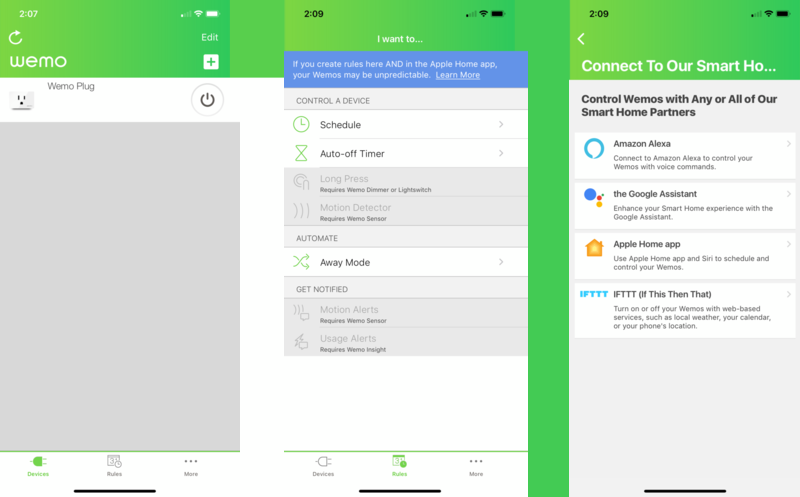 2:07
Edit
wemo
Wemo Plug
Devices
Rules
More
2:09
I want to...
If you create rules here AND in the Apple Home app,
your Wemos may be unpredictable. Learn More
CONTROL A DEVICE
Schedule
Auto-off Timer
Long Press
Requires Wemo Dimmer or Lightswitch
Motion Detector
Requires Wemo Sensor
AUTOMATE
Away Mode
GET NOTIFIED
Motion Alerts
Requires Wemo Sensor
Usage Alerts
Requires Wemo Insight
Devices
Rules
More
2:09
Connect To Our Smart Ho...
Control Wemos with Any or All of Our
Smart Home Partners
Amazon Alexa
Connect to Amazon Alexa to control your
Wemos with voice commands.
the Google Assistant
Enhance your Smart Home experience with the
Google Assistant.
Apple Home app
Use Apple Home app and Siri to schedule and
control your Wemos.
IFTTT IFTTT (If This Then That)
Turn on or off your Wemos with web-based
services, such as local weather, your calendar,
or your phone's location.